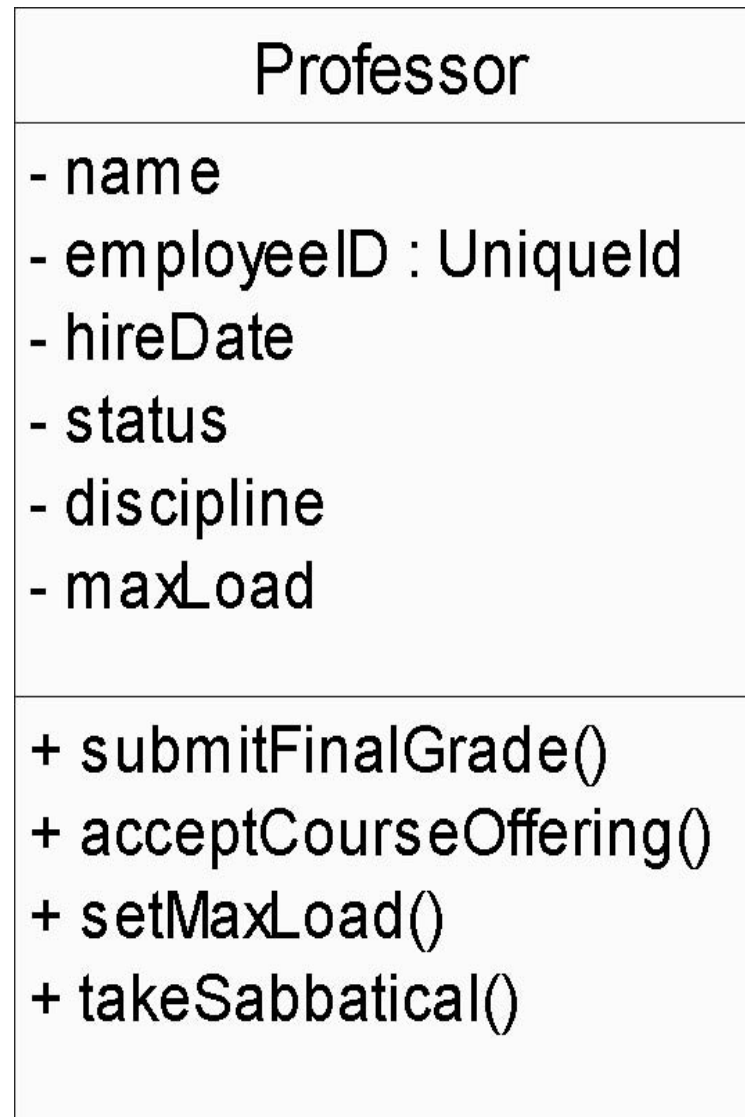 Professor
- name
- employeeID : UniqueId
- hireDate
- status
- discipline
- maxLoad
+ submitFinalGrade()
+ acceptCourseOffering()
+ setMaxLoad()
+ takeSabbatical()